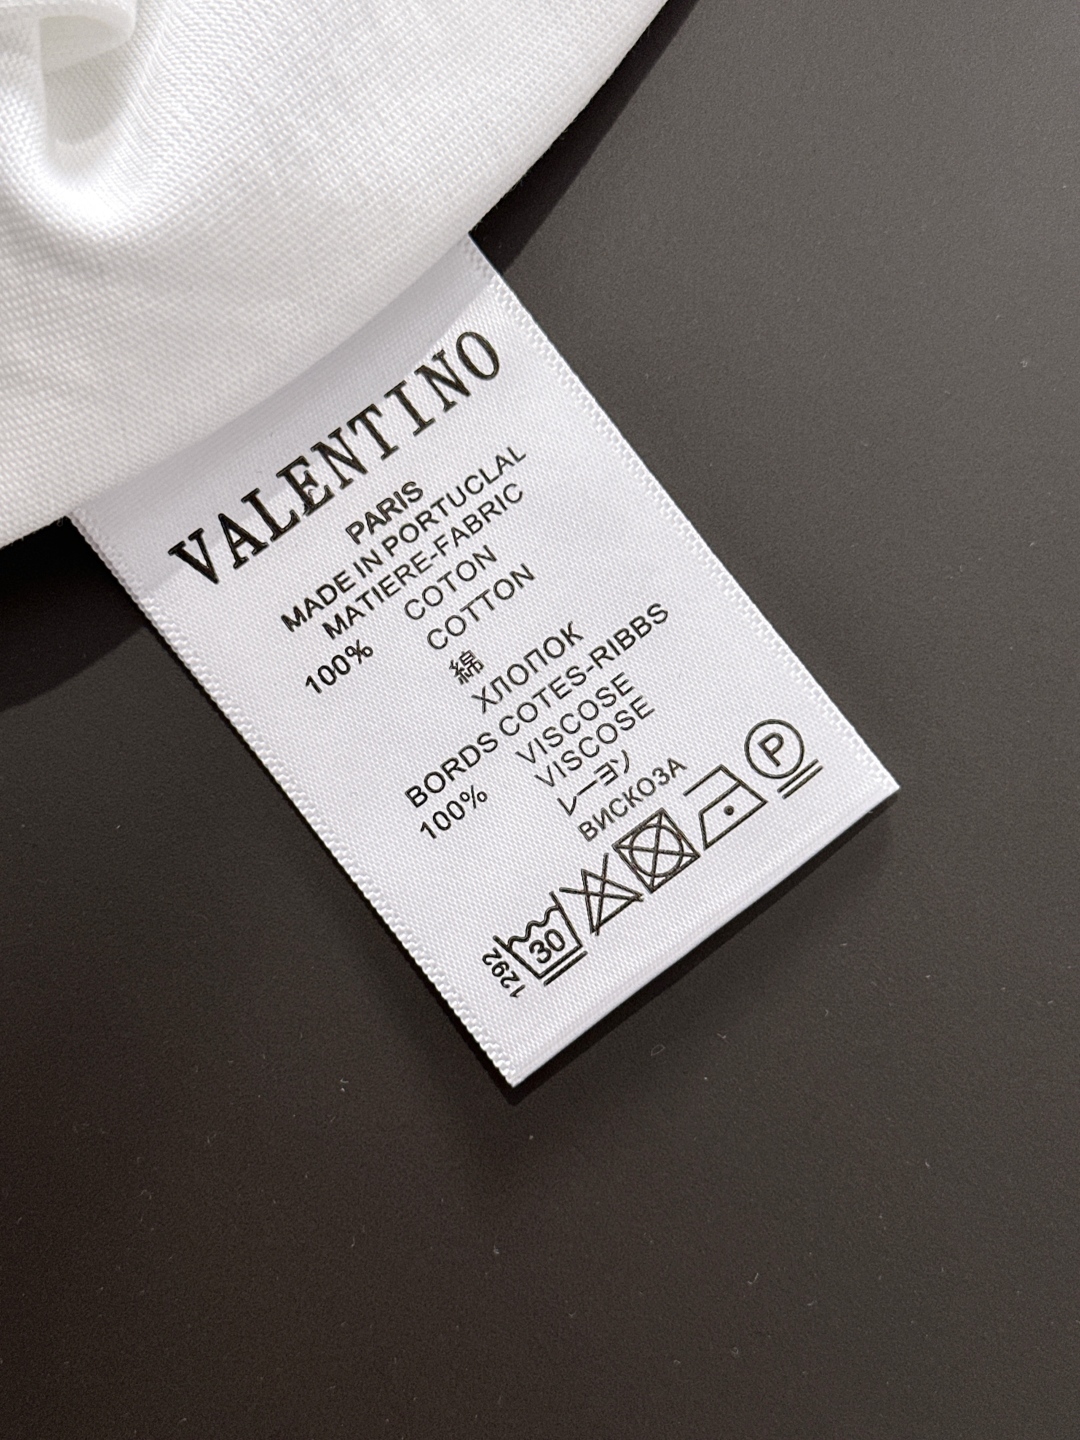 VALENTINO
PARIS
MADE IN PORTUCLAL
MATIERE-FABRIC
100% COTON
COTTON
綿
ХЛОПОК
BORDS COTES-RIBBS
100% VISCOSE
VISCOSE
レーヨン
ВИСКОЗА
1292 30 P